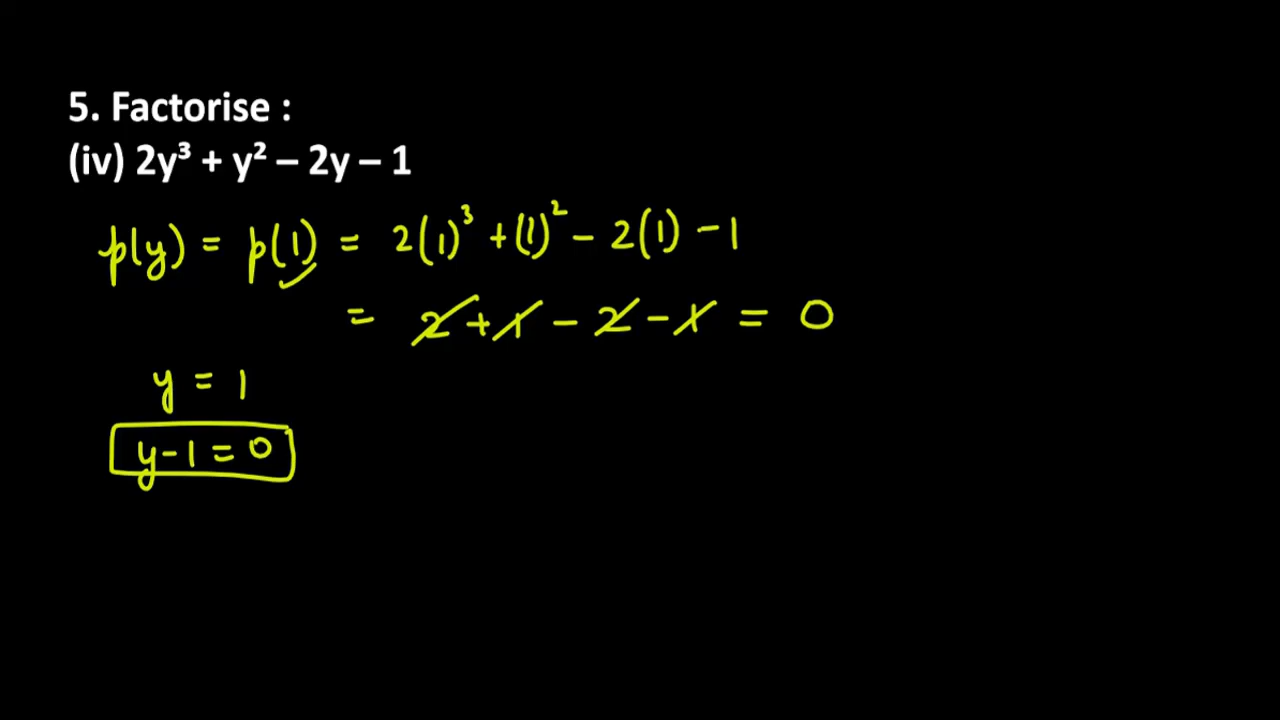 5. Factorise :
(iv) 2y³ + y² – 2y – 1
p(y) = p(1) = 2(1)³ + (1)² – 2(1) – 1
= 2 + 1 – 2 – 1 = 0
y = 1
y – 1 = 0